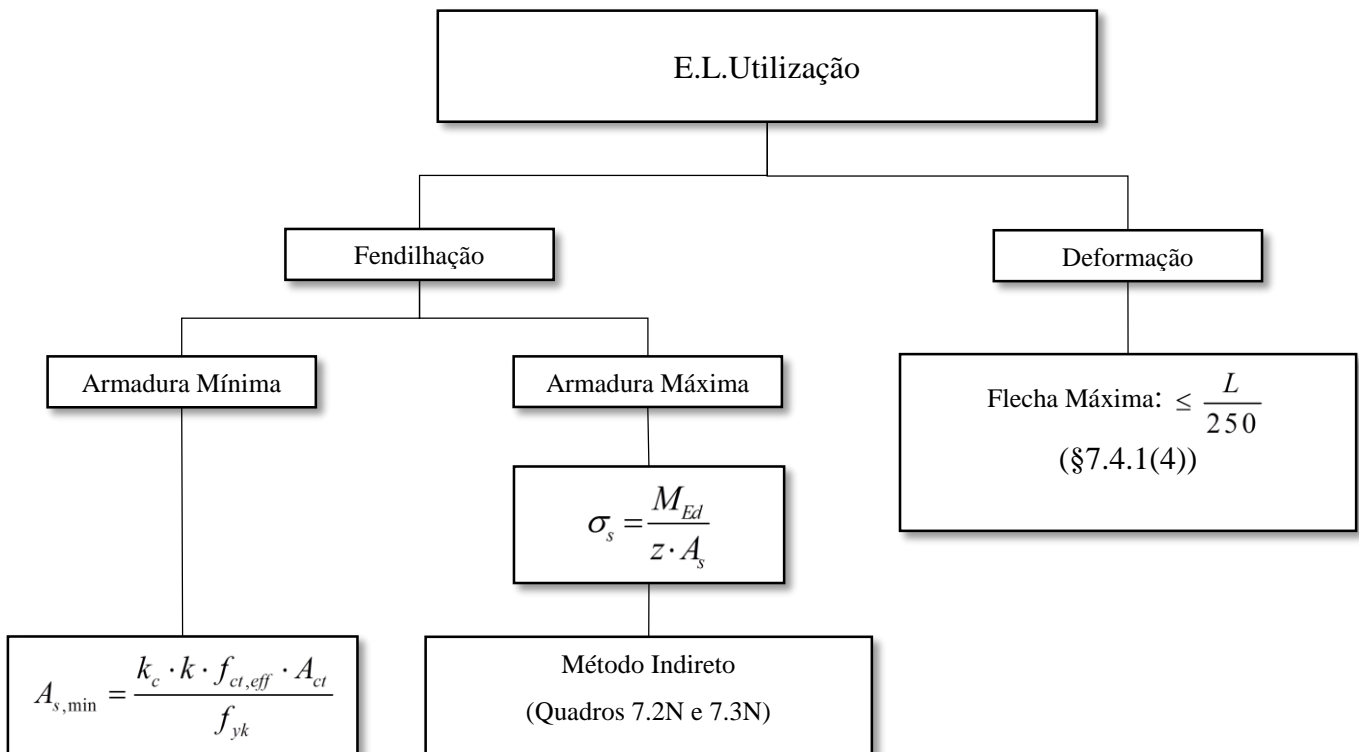 E.L.Utilização
Fendilhação
Deformação
Armadura Mínima
Armadura Máxima
Flecha Máxima: ≤ L/250
(§7.4.1(4))
σ_s = M_Ed / (z · A_s)
A_s,min = (k_c · k · f_ct,eff · A_ct) / f_yk
Método Indireto
(Quadros 7.2N e 7.3N)